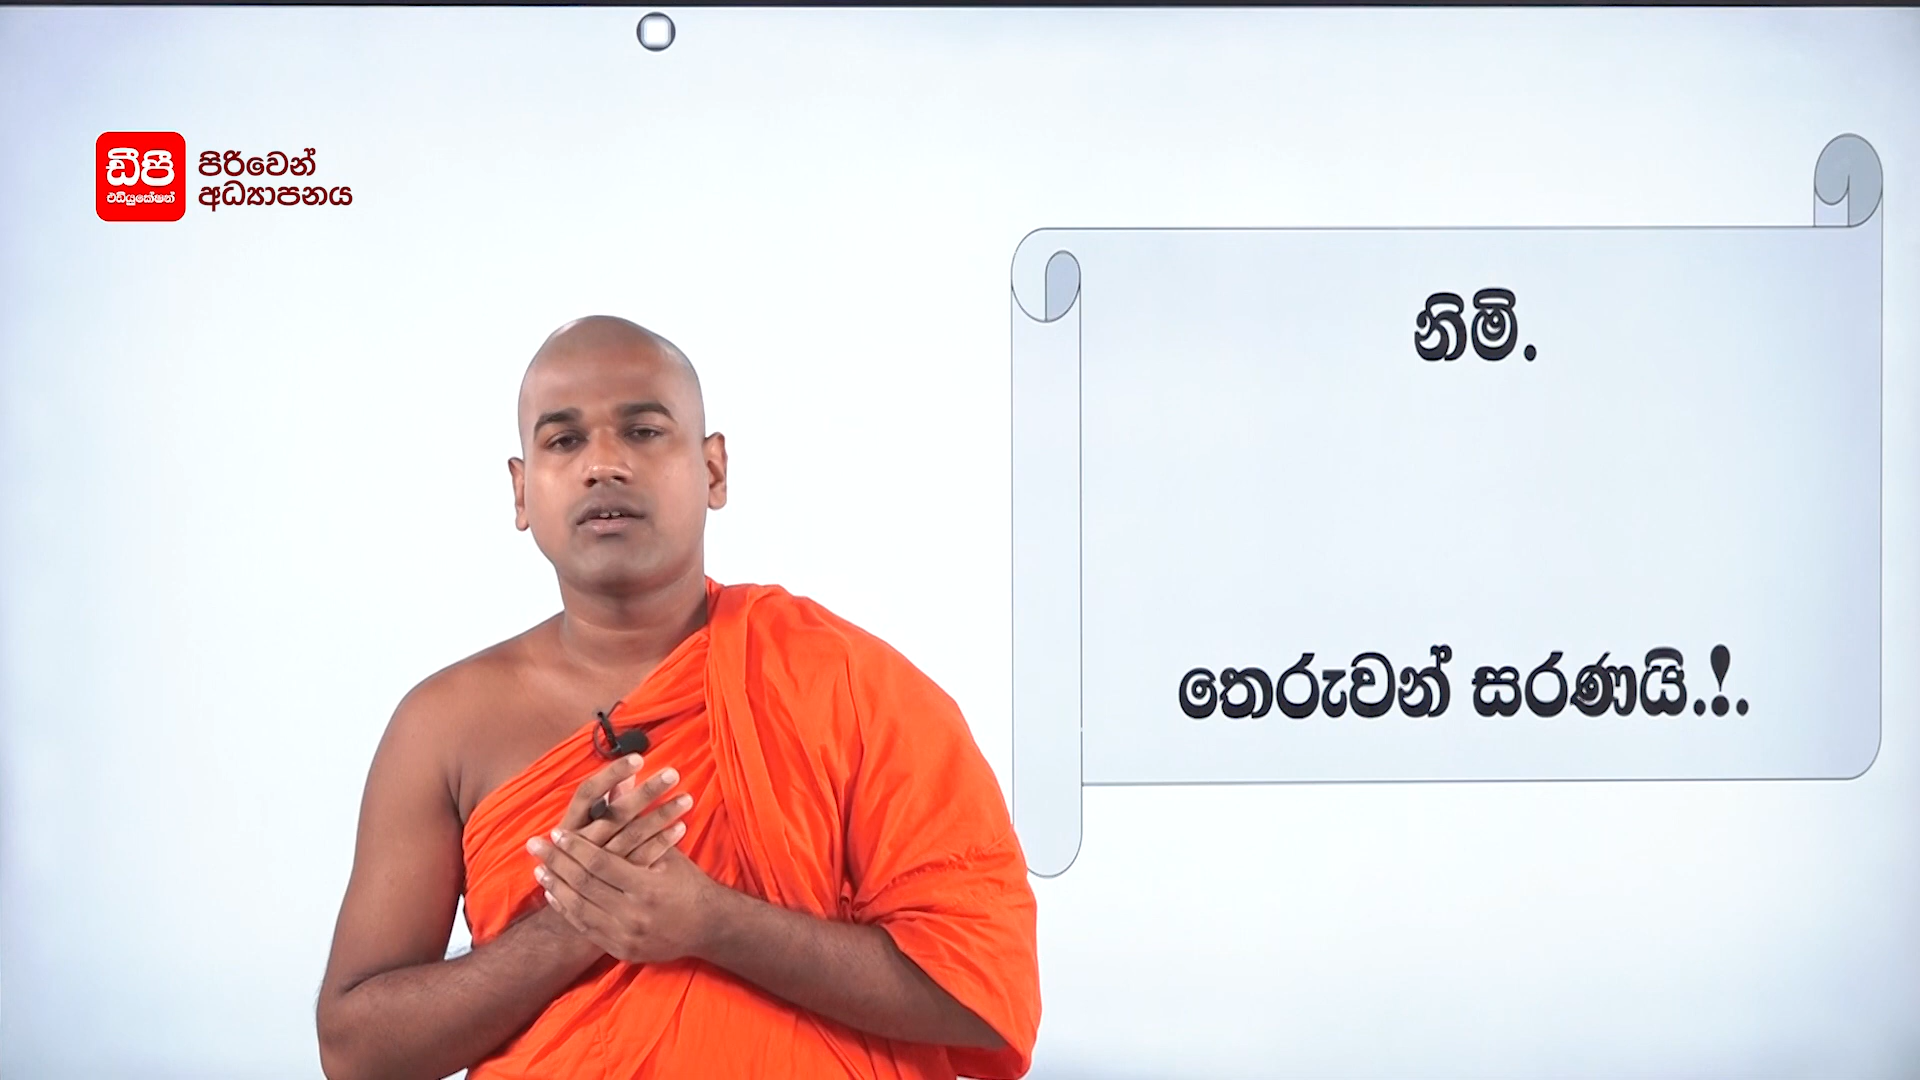 ඩීපී
එඩියුකේෂන්
පිරිවෙන්
අධ්‍යාපනය
නිමි.
තෙරුවන් සරණයි.!.